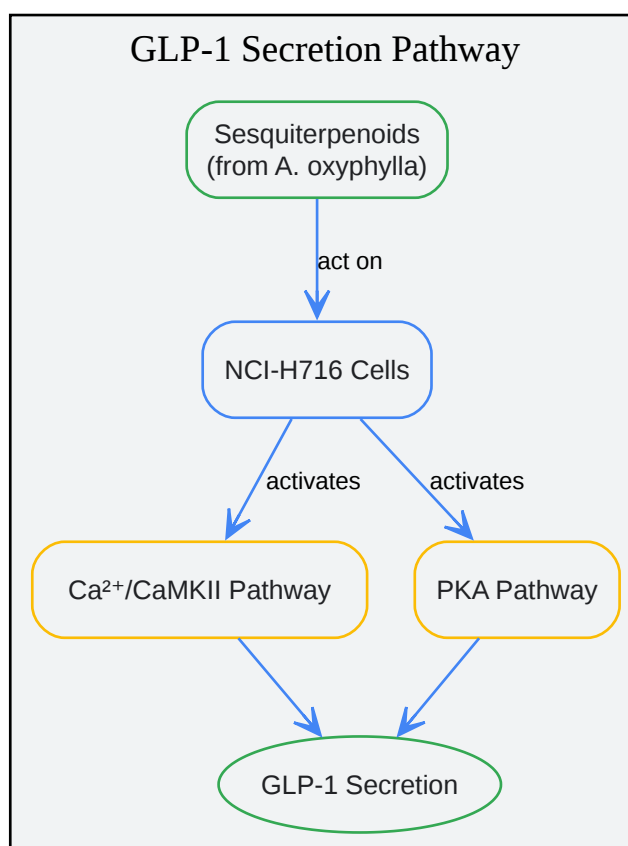 GLP-1 Secretion Pathway
Sesquiterpenoids
(from A. oxyphylla)
act on
NCI-H716 Cells
activates
activates
Ca²⁺/CaMKII Pathway
PKA Pathway
GLP-1 Secretion